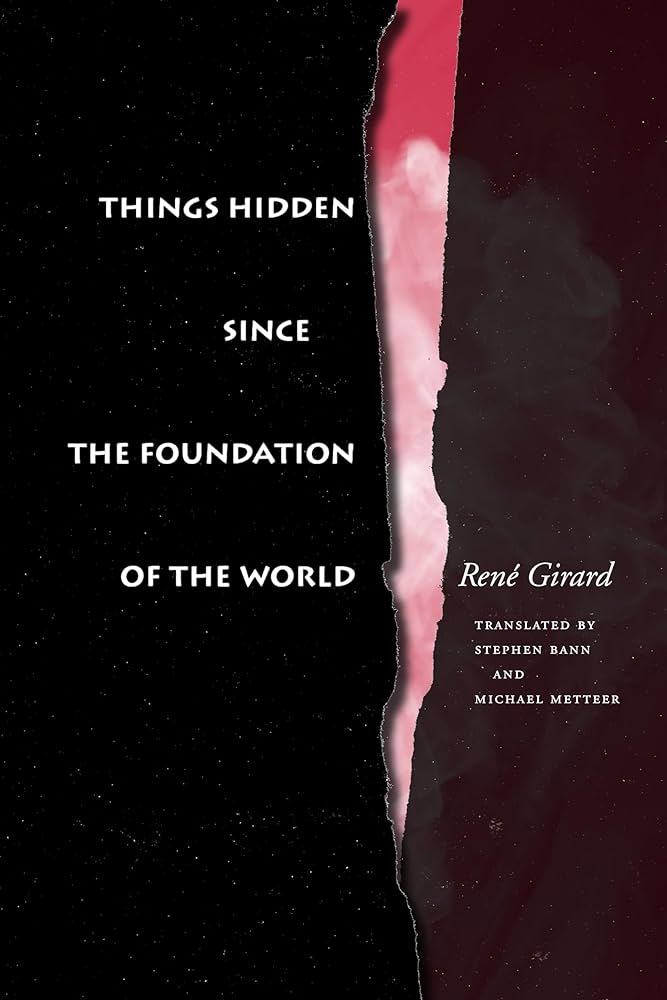 THINGS HIDDEN
SINCE
THE FOUNDATION
OF THE WORLD
René Girard
TRANSLATED BY
STEPHEN BANN
AND
MICHAEL METTEER